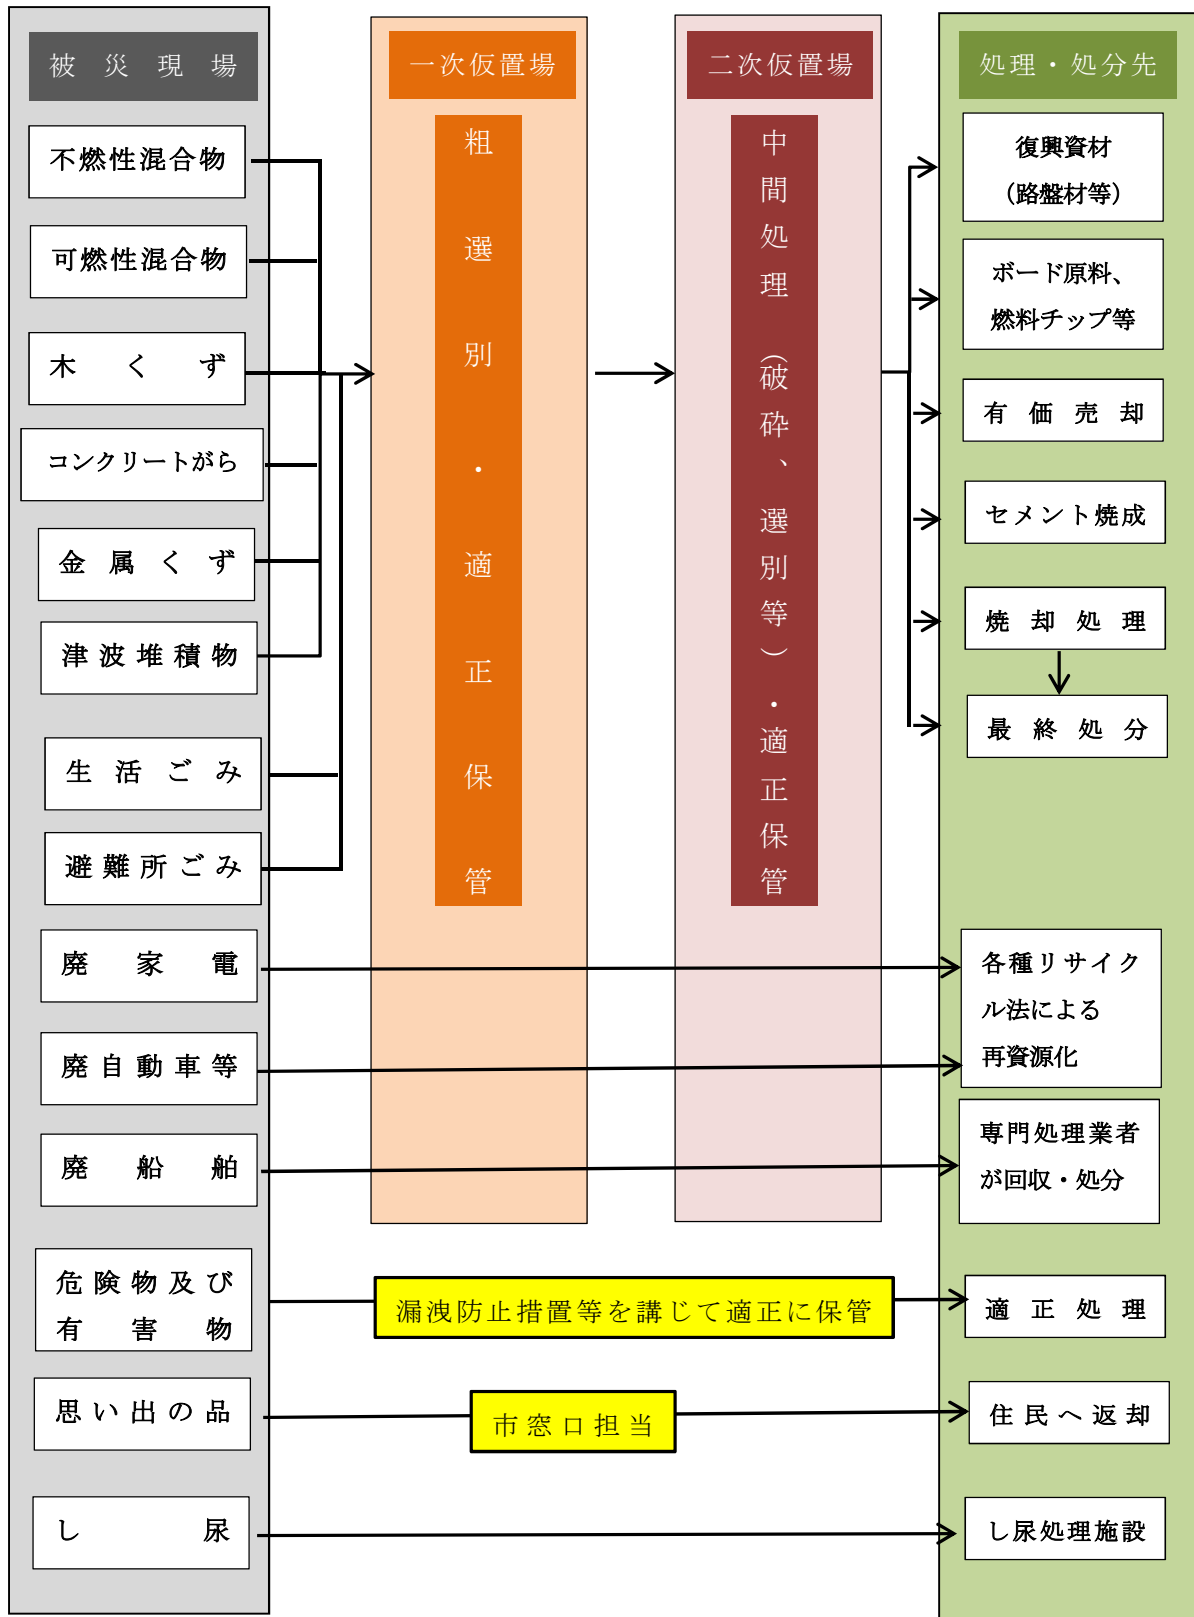 被災現場
不燃性混合物
可燃性混合物
木くず
コンクリートがら
金属くず
津波堆積物
生活ごみ
避難所ごみ
廃家電
廃自動車等
廃船舶
危険物及び
有害物
思い出の品
し尿
一次仮置場
粗選別・適正保管
二次仮置場
中間処理（破砕、選別等）・適正保管
漏洩防止措置等を講じて適正に保管
市窓口担当
処理・処分先
復興資材
（路盤材等）
ボード原料、
燃料チップ等
有価売却
セメント焼成
焼却処理
最終処分
各種リサイク
ル法による
再資源化
専門処理業者
が回収・処分
適正処理
住民へ返却
し尿処理施設